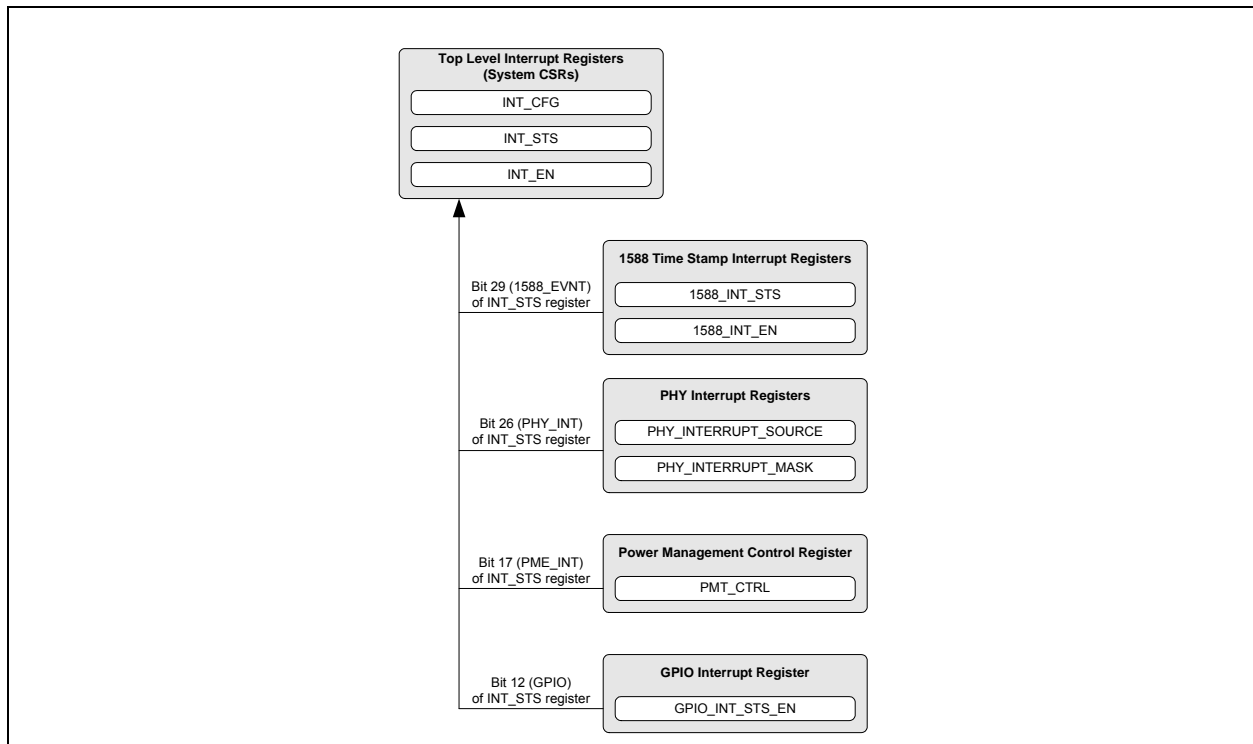 Top Level Interrupt Registers
(System CSRs)
INT_CFG
INT_STS
INT_EN
1588 Time Stamp Interrupt Registers
Bit 29 (1588_EVNT)
of INT_STS register
1588_INT_STS
1588_INT_EN
PHY Interrupt Registers
Bit 26 (PHY_INT)
of INT_STS register
PHY_INTERRUPT_SOURCE
PHY_INTERRUPT_MASK
Power Management Control Register
Bit 17 (PME_INT)
of INT_STS register
PMT_CTRL
GPIO Interrupt Register
Bit 12 (GPIO)
of INT_STS register
GPIO_INT_STS_EN